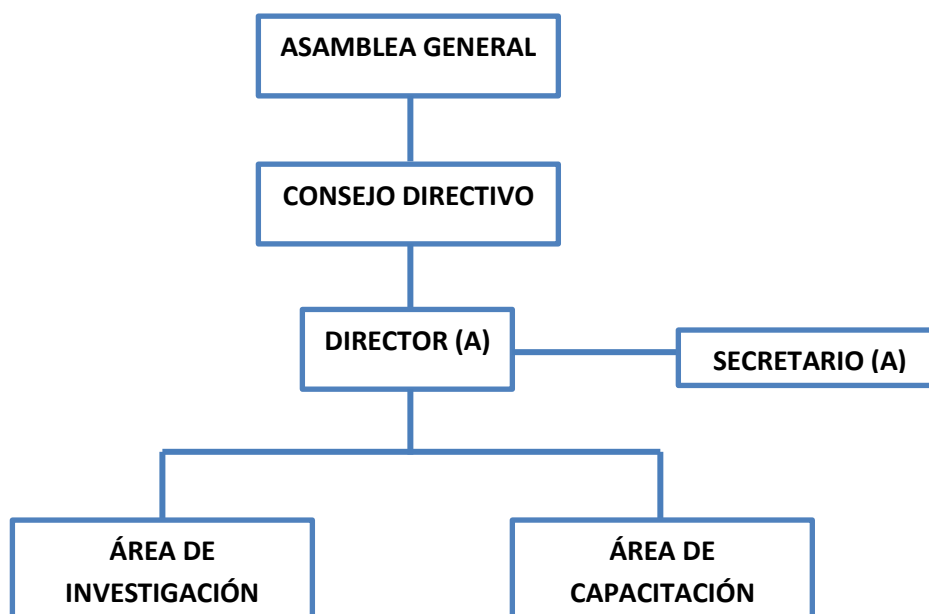 ASAMBLEA GENERAL
CONSEJO DIRECTIVO
DIRECTOR (A)
SECRETARIO (A)
ÁREA DE
INVESTIGACIÓN
ÁREA DE
CAPACITACIÓN